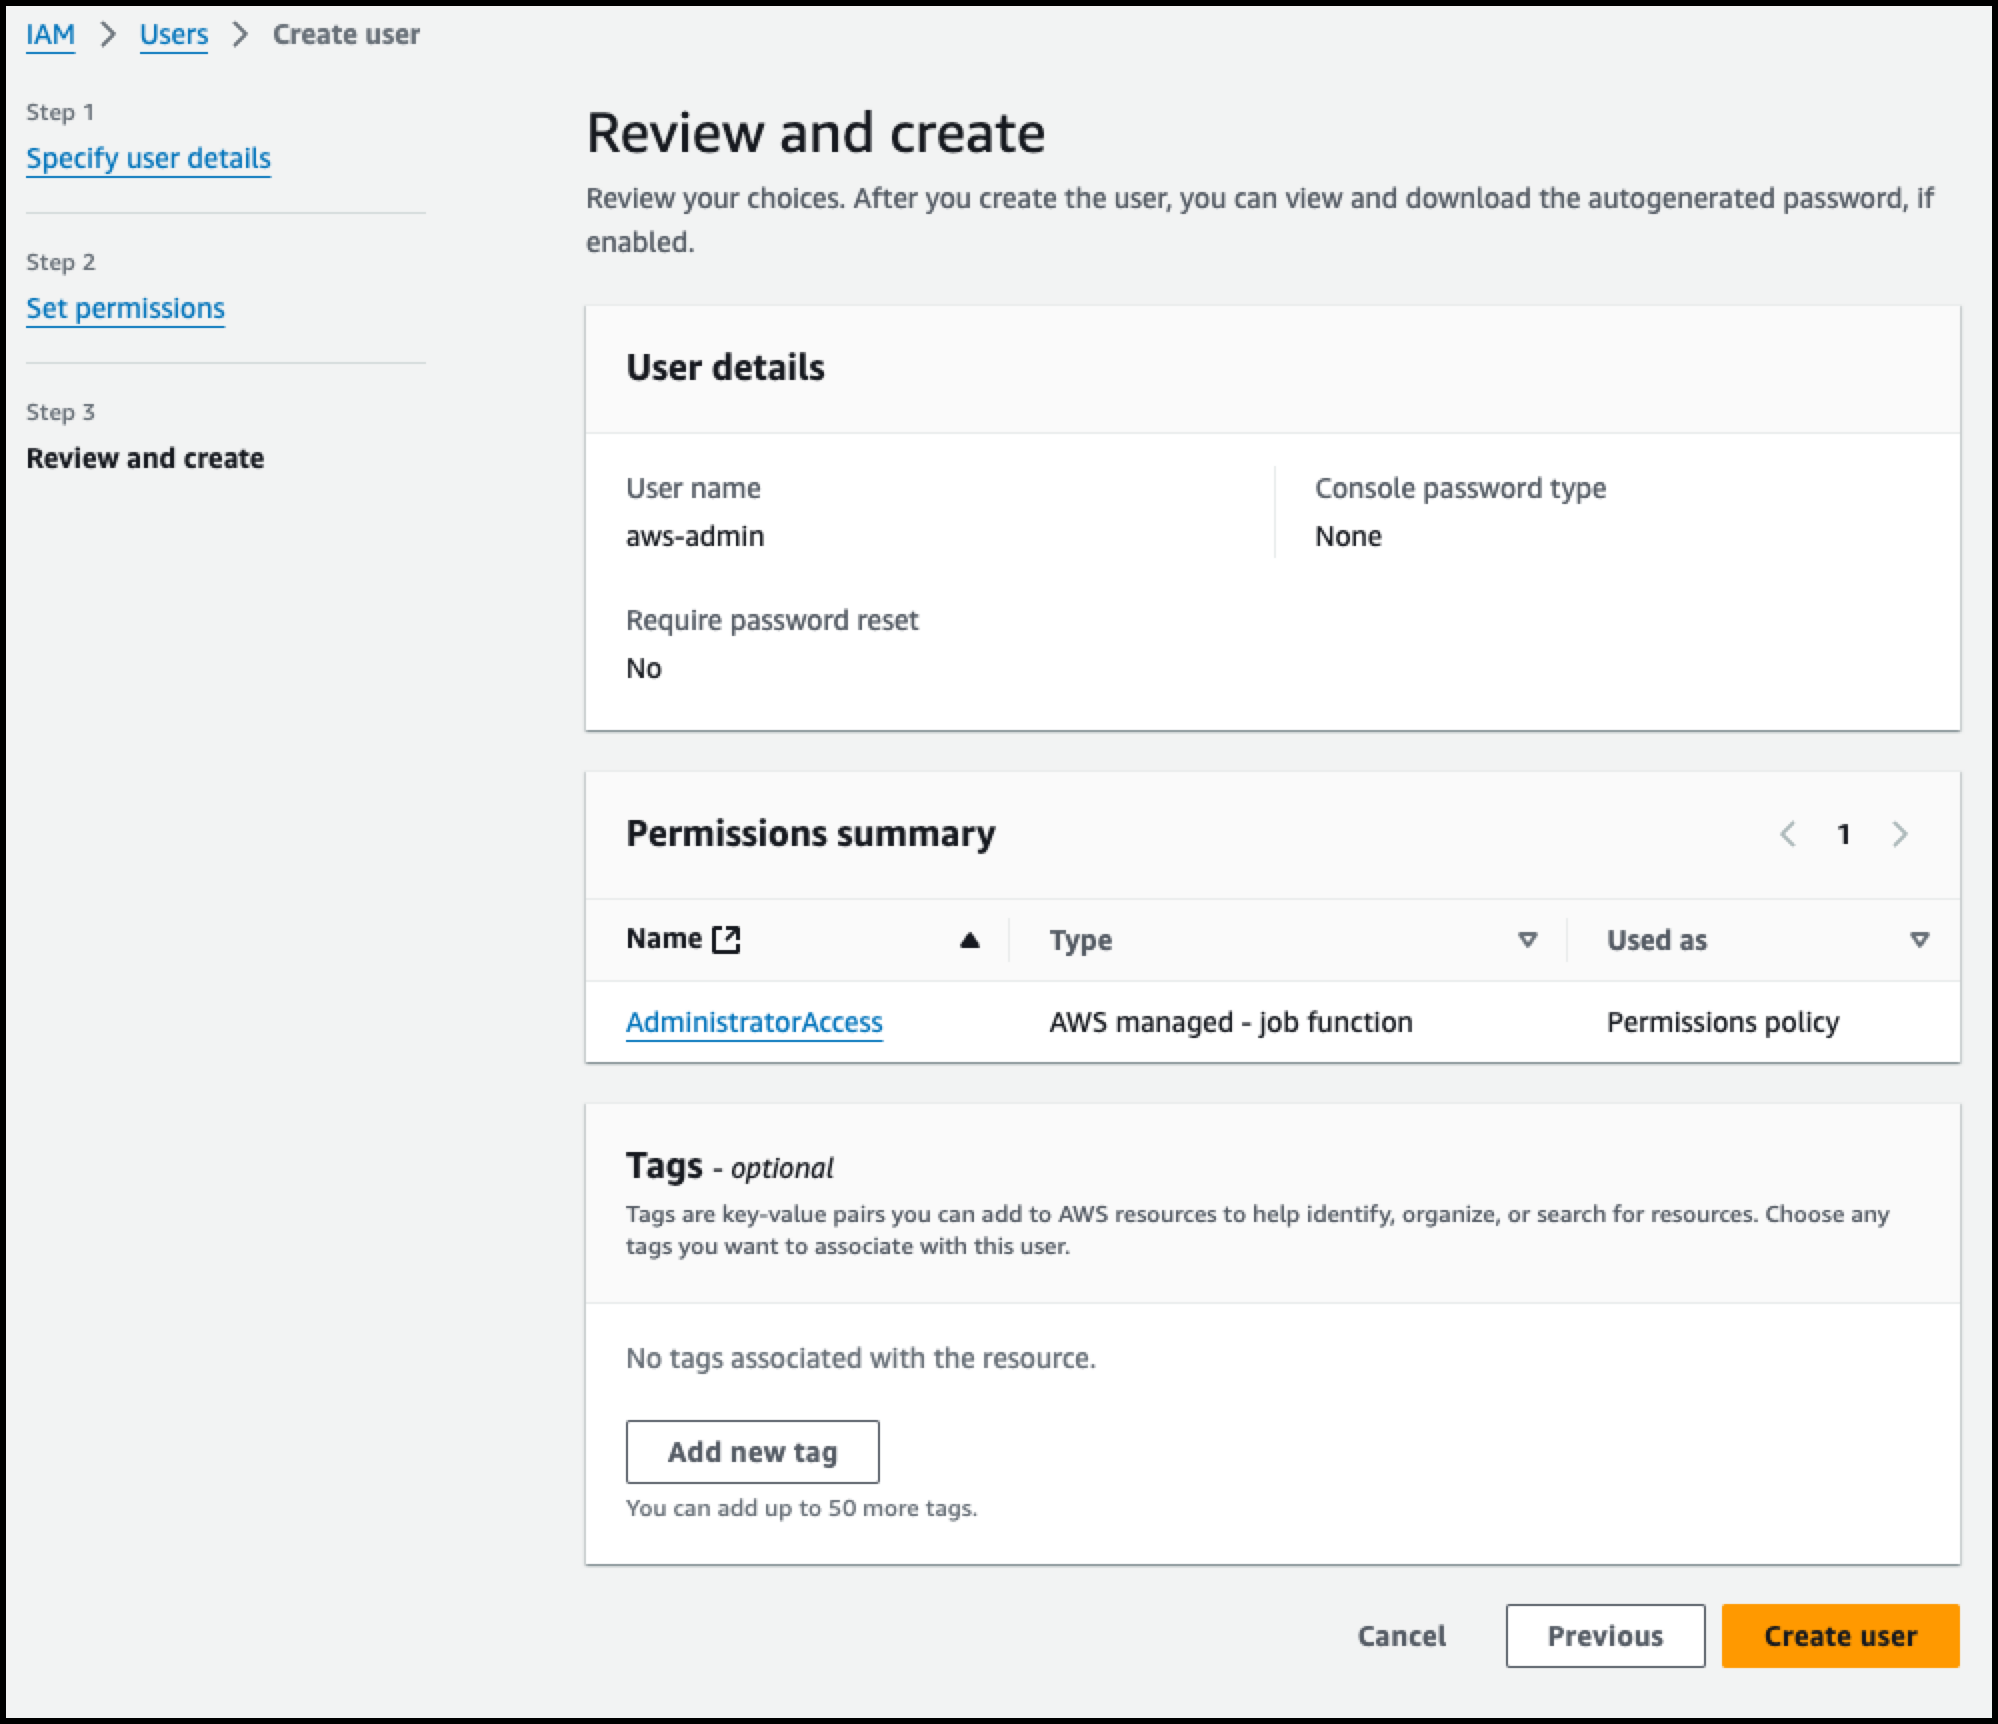 IAM > Users > Create user
Step 1
Specify user details
Step 2
Set permissions
Step 3
Review and create
Review and create
Review your choices. After you create the user, you can view and download the autogenerated password, if
enabled.
User details
User name
aws-admin
Console password type
None
Require password reset
No
Permissions summary
1
Name Type Used as
AdministratorAccess AWS managed - job function Permissions policy
Tags - optional
Tags are key-value pairs you can add to AWS resources to help identify, organize, or search for resources. Choose any
tags you want to associate with this user.
No tags associated with the resource.
Add new tag
You can add up to 50 more tags.
Cancel Previous Create user